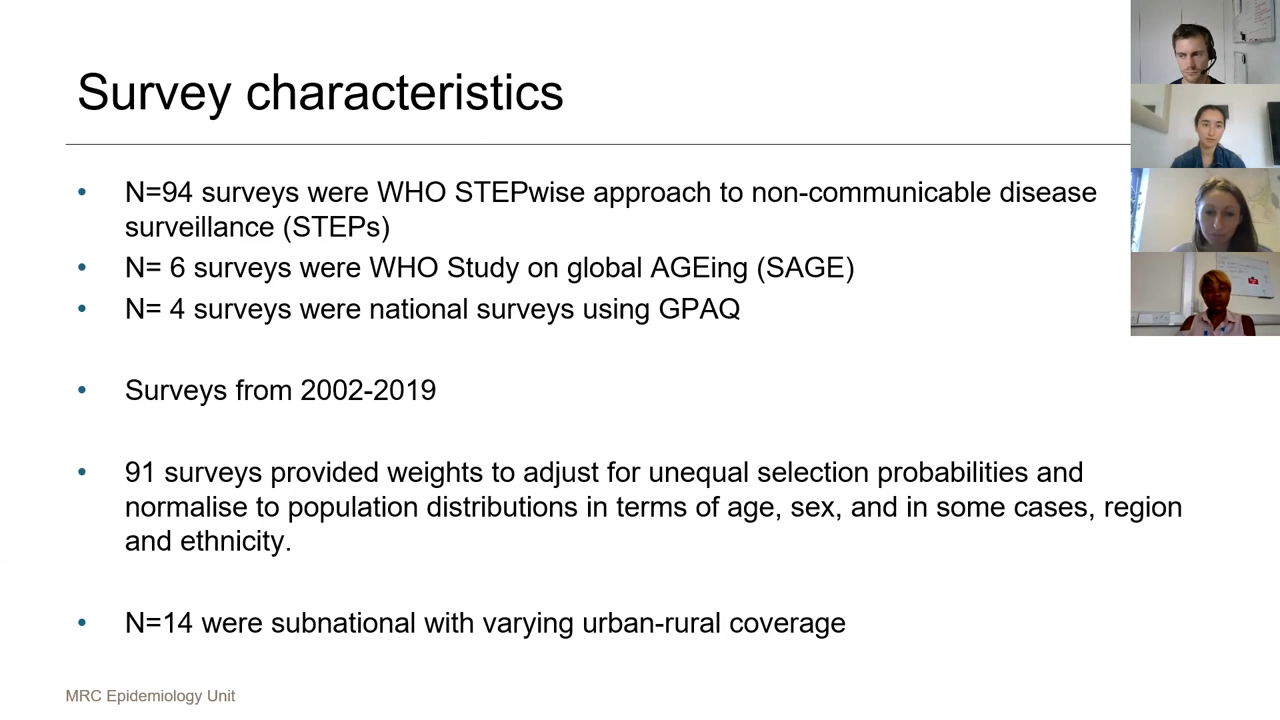 Survey characteristics
• N=94 surveys were WHO STEPwise approach to non-communicable disease
surveillance (STEPs)
• N= 6 surveys were WHO Study on global AGEing (SAGE)
• N= 4 surveys were national surveys using GPAQ
• Surveys from 2002-2019
• 91 surveys provided weights to adjust for unequal selection probabilities and
normalise to population distributions in terms of age, sex, and in some cases, region
and ethnicity.
• N=14 were subnational with varying urban-rural coverage
MRC Epidemiology Unit